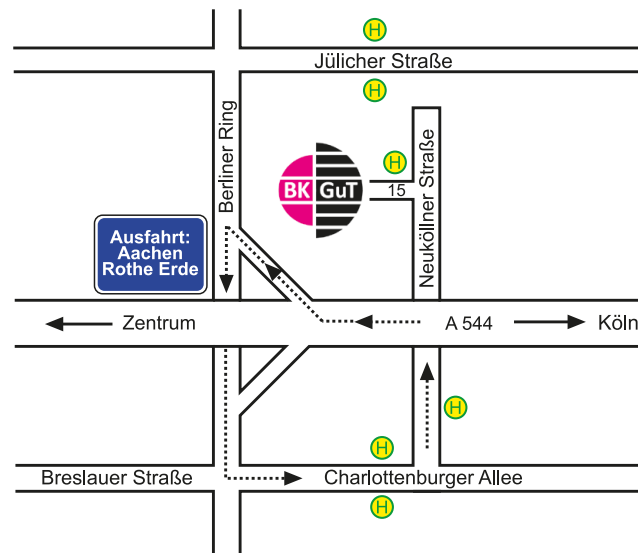 H
Jülicher Straße
H
Berliner Ring
H
Neuköllner Straße
BK GuT
15
Ausfahrt:
Aachen
Rothe Erde
Zentrum
A 544
Köln
H
H
Breslauer Straße
Charlottenburger Allee
H